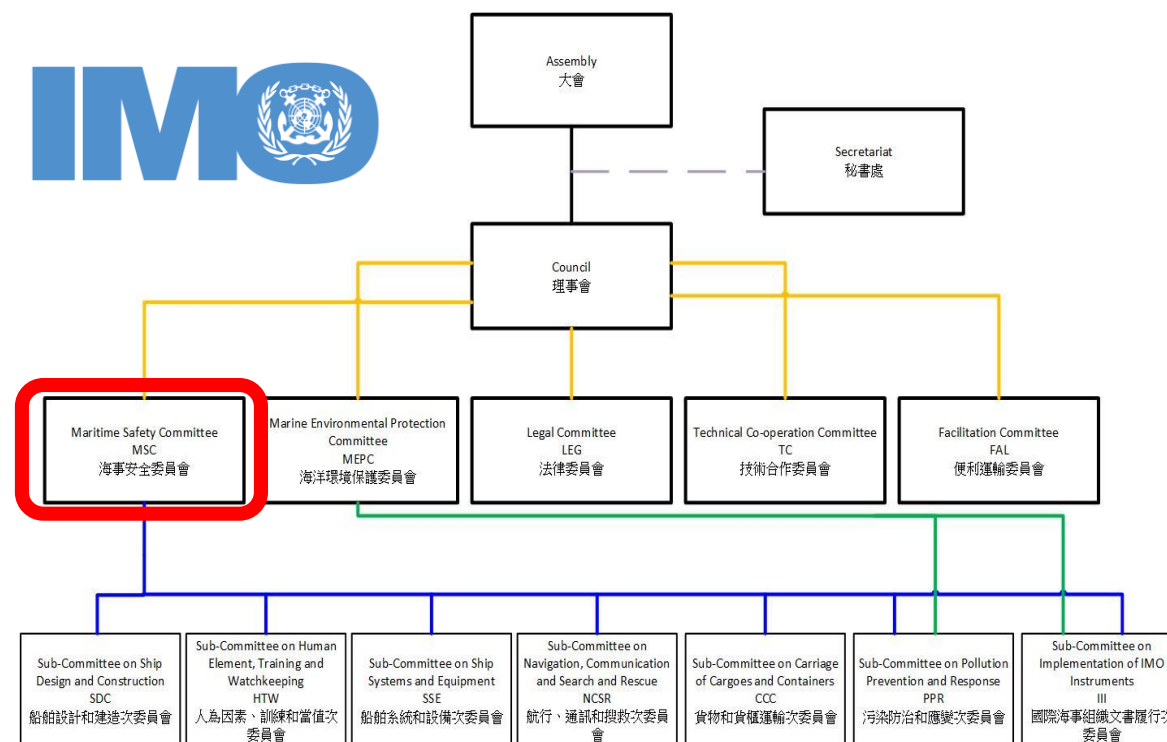 IMO
Assembly
大會
Secretariat
秘書處
Council
理事會
Maritime Safety Committee
MSC
海事安全委員會
Marine Environmental Protection
Committee
MEPC
海洋環境保護委員會
Legal Committee
LEG
法律委員會
Technical Co-operation Committee
TC
技術合作委員會
Facilitation Committee
FAL
便利運輸委員會
Sub-Committee on Ship
Design and Construction
SDC
船舶設計和建造次委員會
Sub-Committee on Human
Element, Training and
Watchkeeping
HTW
人為因素、訓練和當值次
委員會
Sub-Committee on Ship
Systems and Equipment
SSE
船舶系統和設備次委員會
Sub-Committee on
Navigation, Communication
and Search and Rescue
NCSR
航行、通訊和搜救次委員
會
Sub-Committee on Carriage
of Cargoes and Containers
CCC
貨物和貨櫃運輸次委員會
Sub-Committee on Pollution
Prevention and Response
PPR
污染防治和應變次委員會
Sub-Committee on
Implementation of IMO
Instruments
III
國際海事組織文書履行次
委員會